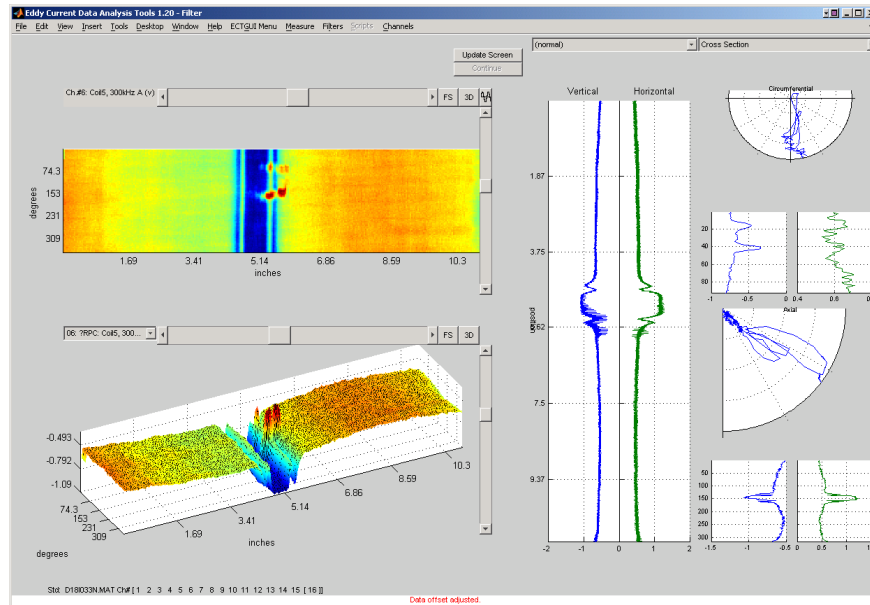 Eddy Current Data Analysis Tools 1.20 - Filter
File Edit View Insert Tools Desktop Window Help ECTGUI Menu Measure Filters Scripts Channels
Update Screen
Continue
(normal)
Cross Section
Ch.#6: Coil5, 300kHz A (v)
FS 3D
74.3
153
231
309
degrees
1.69 3.41 5.14 6.86 8.59 10.3
inches
06: ?RPC: Coil5, 300...
FS 3D
-0.493
-0.792
-1.09
74.3
153
231
309
degrees
1.69
3.41
5.14
6.86
8.59
10.3
inches
Vertical Horizontal
1.87
3.75
5.62
7.5
9.37
-2 -1 0 1 2
Circumferential
20
40
60
80
-1 -0.5 0 0.4 0.6
Axial
50
100
150
200
250
300
-1.5 -1 -0.5 0 0.5 1
Std: D18I033N.MAT Ch# [ 1 2 3 4 5 6 7 8 9 10 11 12 13 14 15 [ 16 ]]
Data offset adjusted.